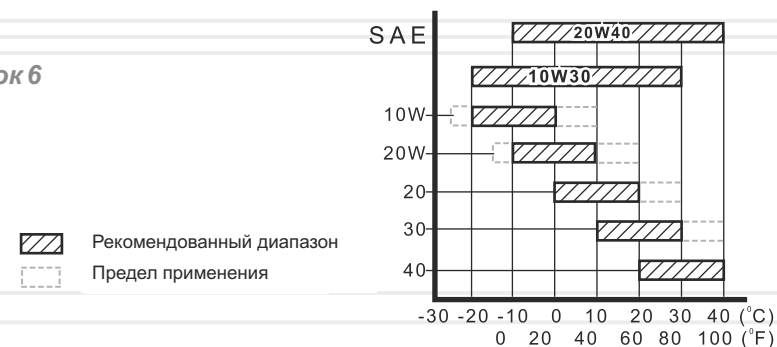 SAE
20W40
ок 6
10W30
10W
20W
20
30
40
Рекомендованный диапазон
Предел применения
-30 -20 -10 0 10 20 30 40 (°C)
0 20 40 60 80 100 (°F)